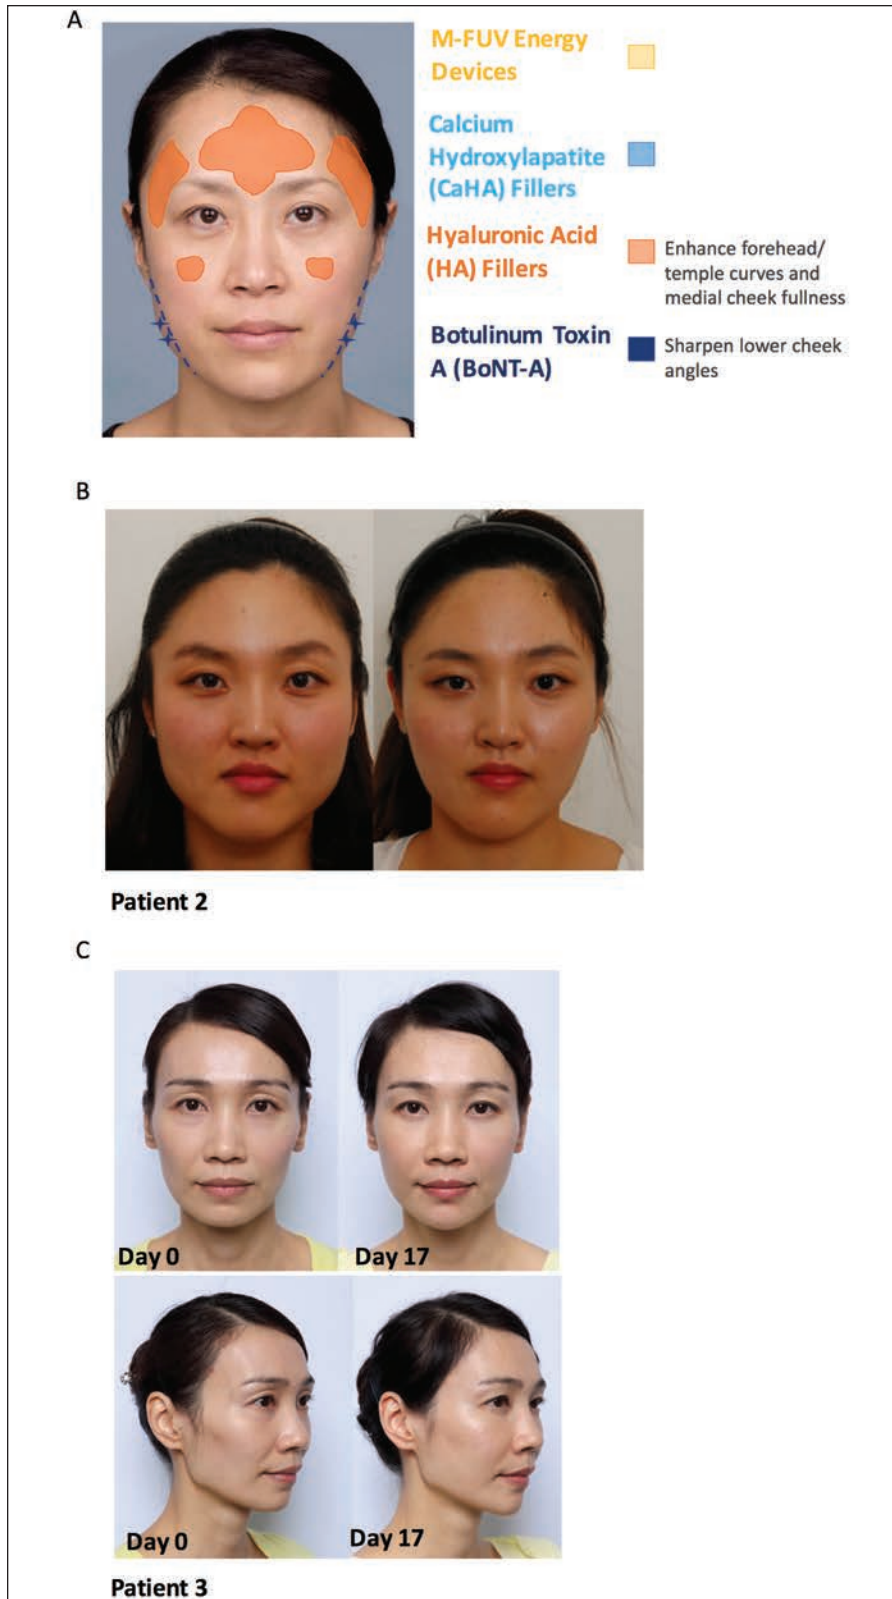 A
M-FUV Energy
Devices
Calcium
Hydroxylapatite
(CaHA) Fillers
Hyaluronic Acid
(HA) Fillers
Enhance forehead/
temple curves and
medial cheek fullness
Botulinum Toxin
A (BoNT-A)
Sharpen lower cheek
angles
B
Patient 2
C
Day 0
Day 17
Day 0
Day 17
Patient 3